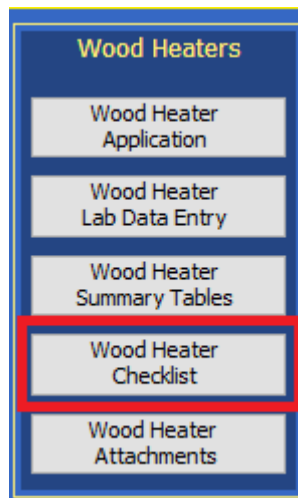 Wood Heaters
Wood Heater
Application
Wood Heater
Lab Data Entry
Wood Heater
Summary Tables
Wood Heater
Checklist
Wood Heater
Attachments